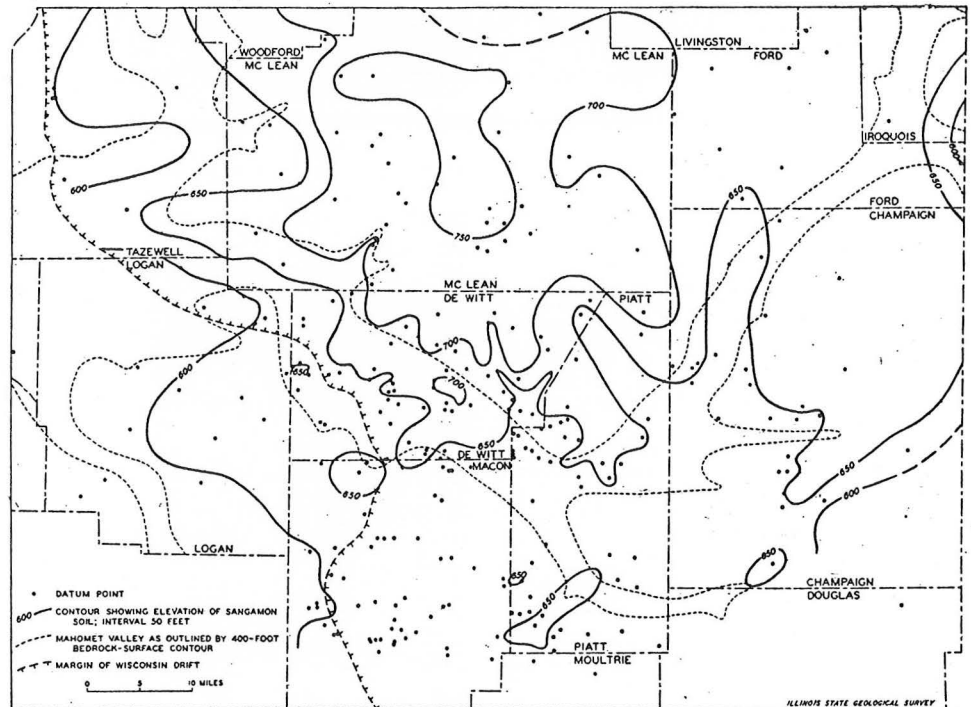 WOODFORD
MC LEAN
LIVINGSTON
MC LEAN
FORD
700
IROQUOIS
600
650
600
650
650
750
FORD
CHAMPAIGN
TAZEWELL
LOGAN
MC LEAN
DE WITT
PIATT
700
600
650
700
650
DE WITT
MACON
650
650
600
LOGAN
650
650
650
CHAMPAIGN
DOUGLAS
PIATT
MOULTRIE
DATUM POINT
600 CONTOUR SHOWING ELEVATION OF SANGAMON
SOIL; INTERVAL 50 FEET
MAHOMET VALLEY AS OUTLINED BY 400-FOOT
BEDROCK-SURFACE CONTOUR
MARGIN OF WISCONSIN DRIFT
0 5 10 MILES
ILLINOIS STATE GEOLOGICAL SURVEY